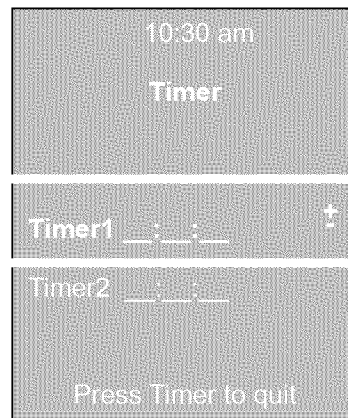 10:30 am
Timer
Timer1 __:__:__ +
-
Timer2 __:__:__
Press Timer to quit